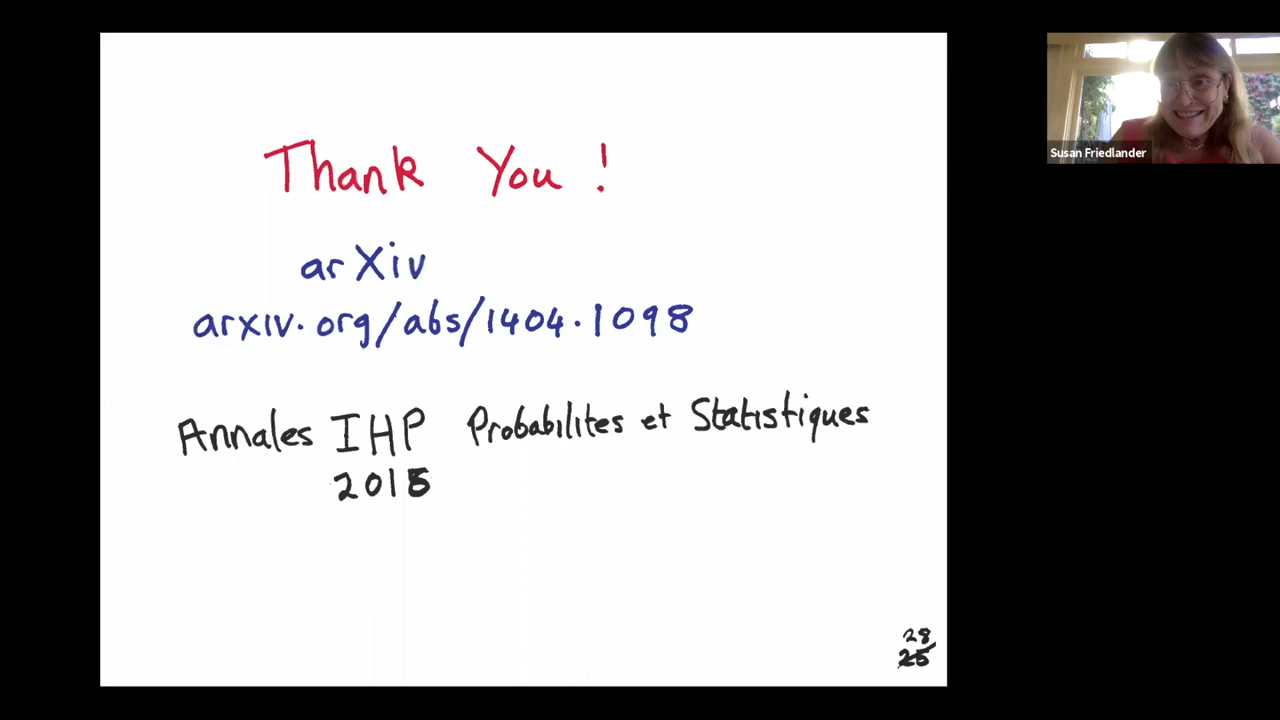 Thank You !
arXiv
arxiv.org/abs/1404.1098
Annales IHP Probabilites et Statistiques
2015
28
25
Susan Friedlander